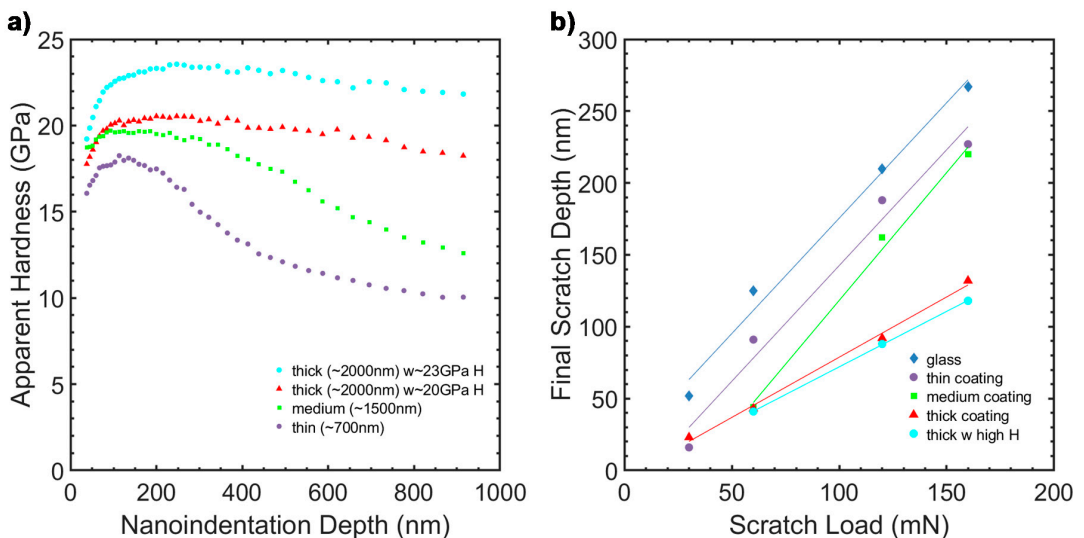 a)
25
20
15
10
5
0
Apparent Hardness (GPa)
thick (~2000nm) w~23GPa H
thick (~2000nm) w~20GPa H
medium (~1500nm)
thin (~700nm)
0 200 400 600 800 1000
Nanoindentation Depth (nm)
b)
300
250
200
150
100
50
0
Final Scratch Depth (nm)
glass
thin coating
medium coating
thick coating
thick w high H
0 50 100 150 200
Scratch Load (mN)